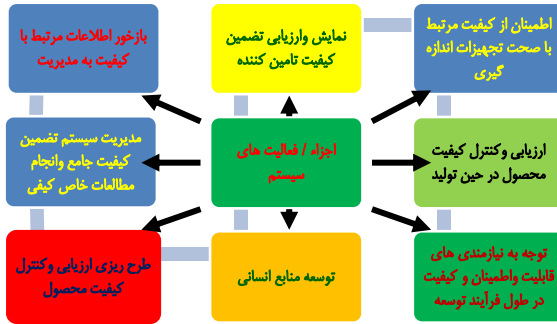 اطمینان از کیفیت مرتبط
با صحت تجهیزات اندازه
گیری
نمایش وارزیابی تضمین
کیفیت تامین کننده
بازخور اطلاعات مرتبط با
کیفیت به مدیریت
ارزیابی وکنترل کیفیت
محصول در حین تولید
اجزاء / فعالیت های
سیستم
مدیریت سیستم تضمین
کیفیت جامع وانجام
مطالعات خاص کیفی
توجه به نیازمندی های
قابلیت واطمینان و کیفیت
در طول فرآیند توسعه
توسعه منابع انسانی
طرح ریزی ارزیابی وکنترل
کیفیت محصول